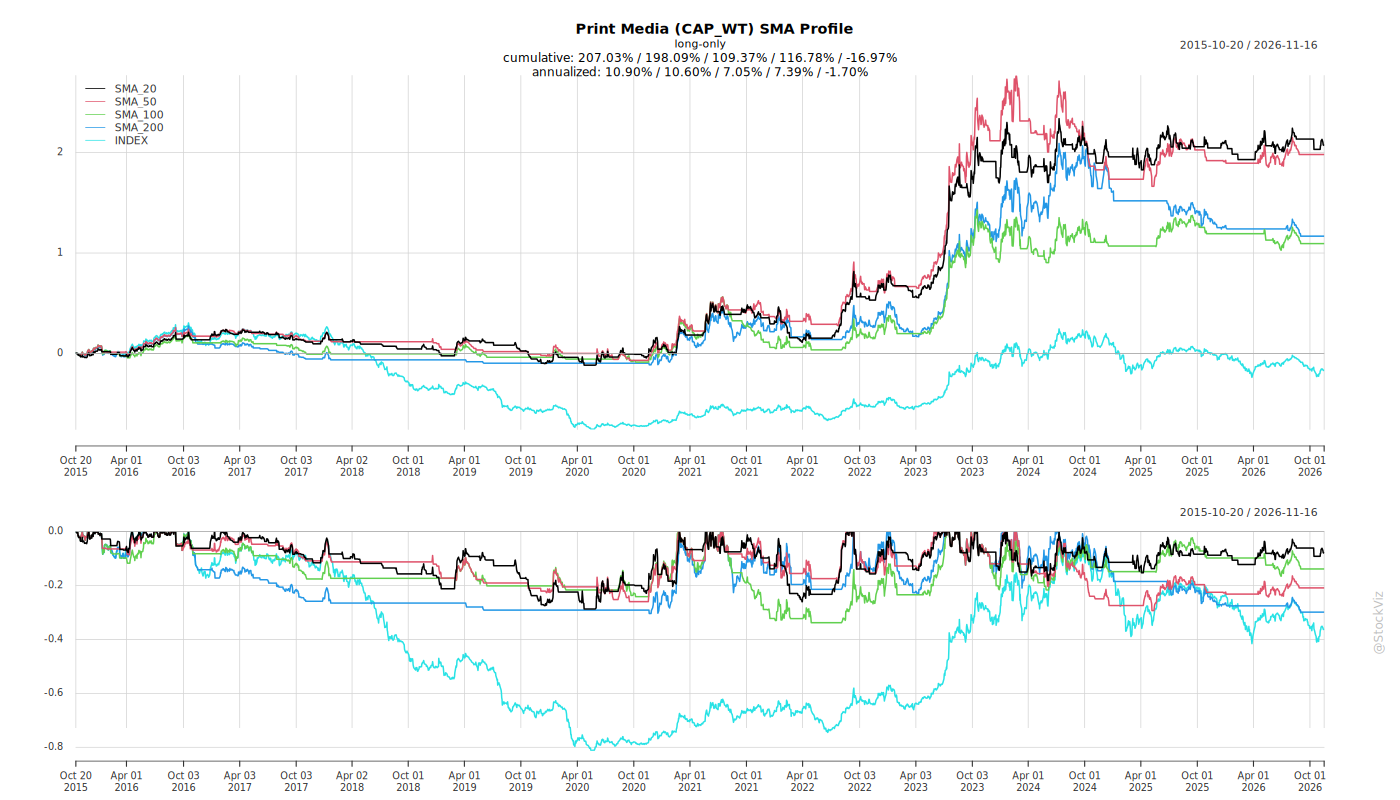 Print Media (CAP_WT) SMA Profile
long-only
2015-10-20 / 2026-11-16
cumulative: 207.03% / 198.09% / 109.37% / 116.78% / -16.97%
annualized: 10.90% / 10.60% / 7.05% / 7.39% / -1.70%
SMA_20
SMA_50
SMA_100
SMA_200
INDEX
2
1
0
Oct 20 Apr 01 Oct 03 Apr 03 Oct 03 Apr 02 Oct 01 Apr 01 Oct 01 Apr 01 Oct 01 Apr 01 Oct 01 Apr 01 Oct 03 Apr 03 Oct 03 Apr 01 Oct 01 Apr 01 Oct 01 Apr 01 Oct 01
2015 2016 2016 2017 2017 2018 2018 2019 2019 2020 2020 2021 2021 2022 2022 2023 2023 2024 2024 2025 2025 2026 2026
2015-10-20 / 2026-11-16
0.0
-0.2
-0.4
-0.6
-0.8
Oct 20 Apr 01 Oct 03 Apr 03 Oct 03 Apr 02 Oct 01 Apr 01 Oct 01 Apr 01 Oct 01 Apr 01 Oct 01 Apr 01 Oct 03 Apr 03 Oct 03 Apr 01 Oct 01 Apr 01 Oct 01 Apr 01 Oct 01
2015 2016 2016 2017 2017 2018 2018 2019 2019 2020 2020 2021 2021 2022 2022 2023 2023 2024 2024 2025 2025 2026 2026
@StockViz